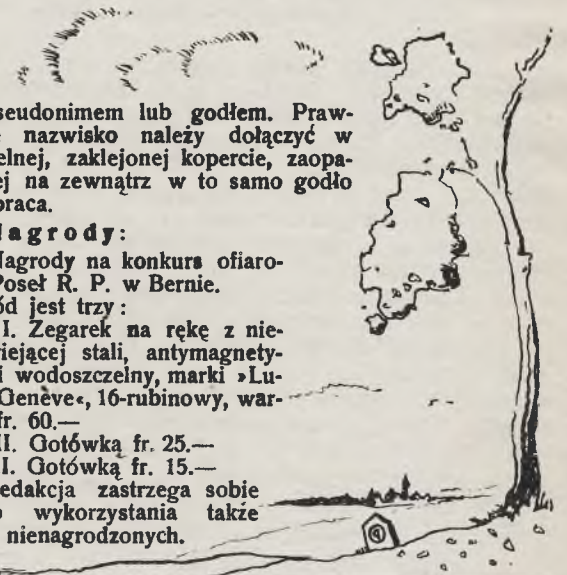 seudonimem lub godłem. Praw-
nazwisko należy dołączyć w
elnej, zaklejonej kopercie, zaopa-
ej na zewnątrz w to samo godło
praca.
agrody:
agrody na konkurs ofiaro-
Poseł R. P. w Bernie.
ód jest trzy:
I. Zegarek na rękę z nie-
iejącej stali, antymagnety-
i wodoszczelny, marki »Lu-
Genève«, 16-rubinowy, war-
fr. 60.—
II. Gotówką fr. 25.—
I. Gotówką fr. 15.—
edakcja zastrzega sobie
o wykorzystania także
nienagrodzonych.